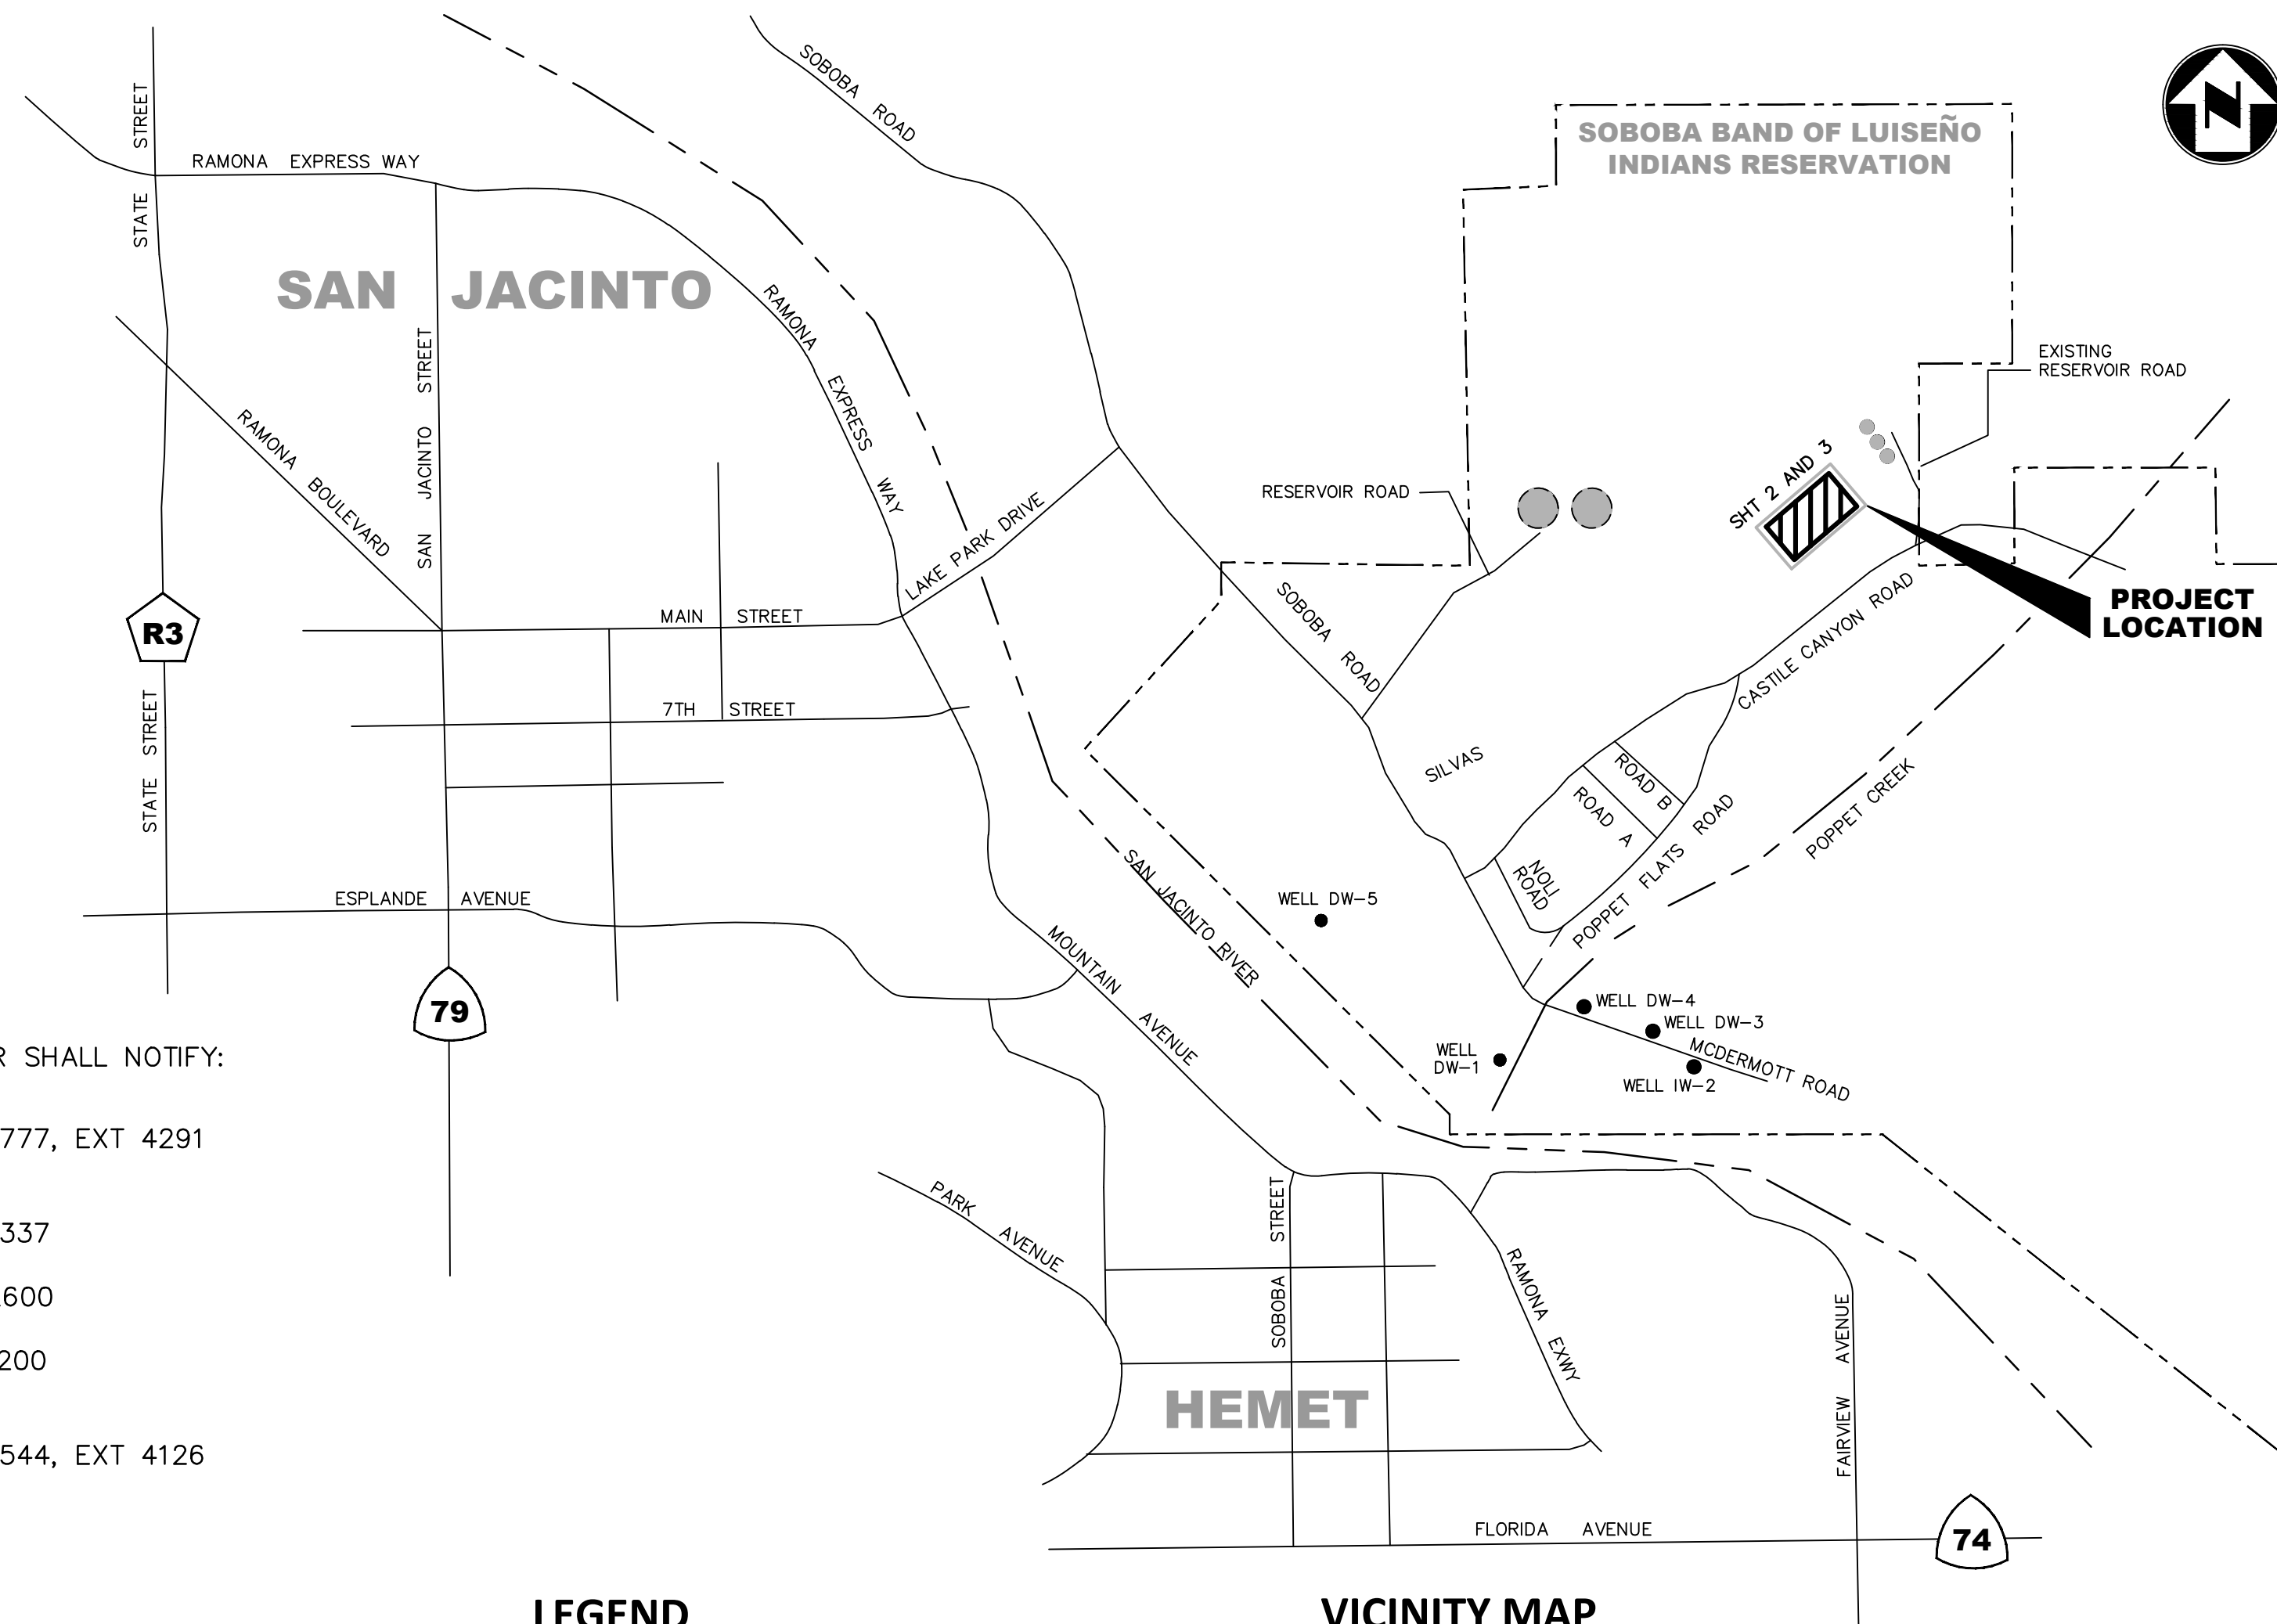 SOBOBA ROAD
STATE STREET
RAMONA EXPRESS WAY
SOBOBA BAND OF LUISEÑO
INDIANS RESERVATION
N
SAN JACINTO
RAMONA EXPRESS WAY
SAN JACINTO STREET
EXISTING
RESERVOIR ROAD
RAMONA BOULEVARD
SHT 2 AND 3
RESERVOIR ROAD
LAKE PARK DRIVE
PROJECT
LOCATION
R3
MAIN STREET
SOBOBA ROAD
CASTILE CANYON ROAD
7TH STREET
STATE STREET
SILVAS
ROAD B
ROAD A
POPPET CREEK
NOLI
ROAD
POPPET FLATS ROAD
SAN JACINTO RIVER
WELL DW-5
ESPLANDE AVENUE
MOUNTAIN AVENUE
79
WELL DW-4
WELL DW-3
WELL
DW-1
MCDERMOTT ROAD
WELL IW-2
R SHALL NOTIFY:
777, EXT 4291
PARK AVENUE
SOBOBA STREET
337
RAMONA EXWY
600
FAIRVIEW AVENUE
200
HEMET
544, EXT 4126
FLORIDA AVENUE
74
LEGEND
VICINITY MAP